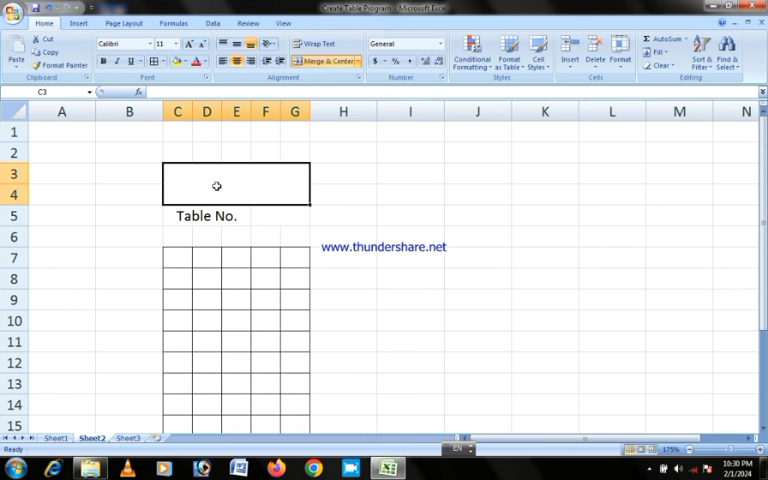 Create Table Program - Microsoft Excel
Home Insert Page Layout Formulas Data Review View
Cut
Copy
Format Painter
Paste
Clipboard
Calibri 11
Font
Wrap Text
Merge & Center
Alignment
General
Number
Conditional Formatting
Format as Table
Cell Styles
Styles
Insert Delete Format
Cells
AutoSum
Fill
Clear
Sort & Filter
Find & Select
Editing
C3
fx
A B C D E F G H I J K L M N
1
2
3
4
5 Table No.
6
www.thundershare.net
7
8
9
10
11
12
13
14
15
Sheet1 Sheet2 Sheet3
Ready
EN
175%
10:30 PM
2/1/2024